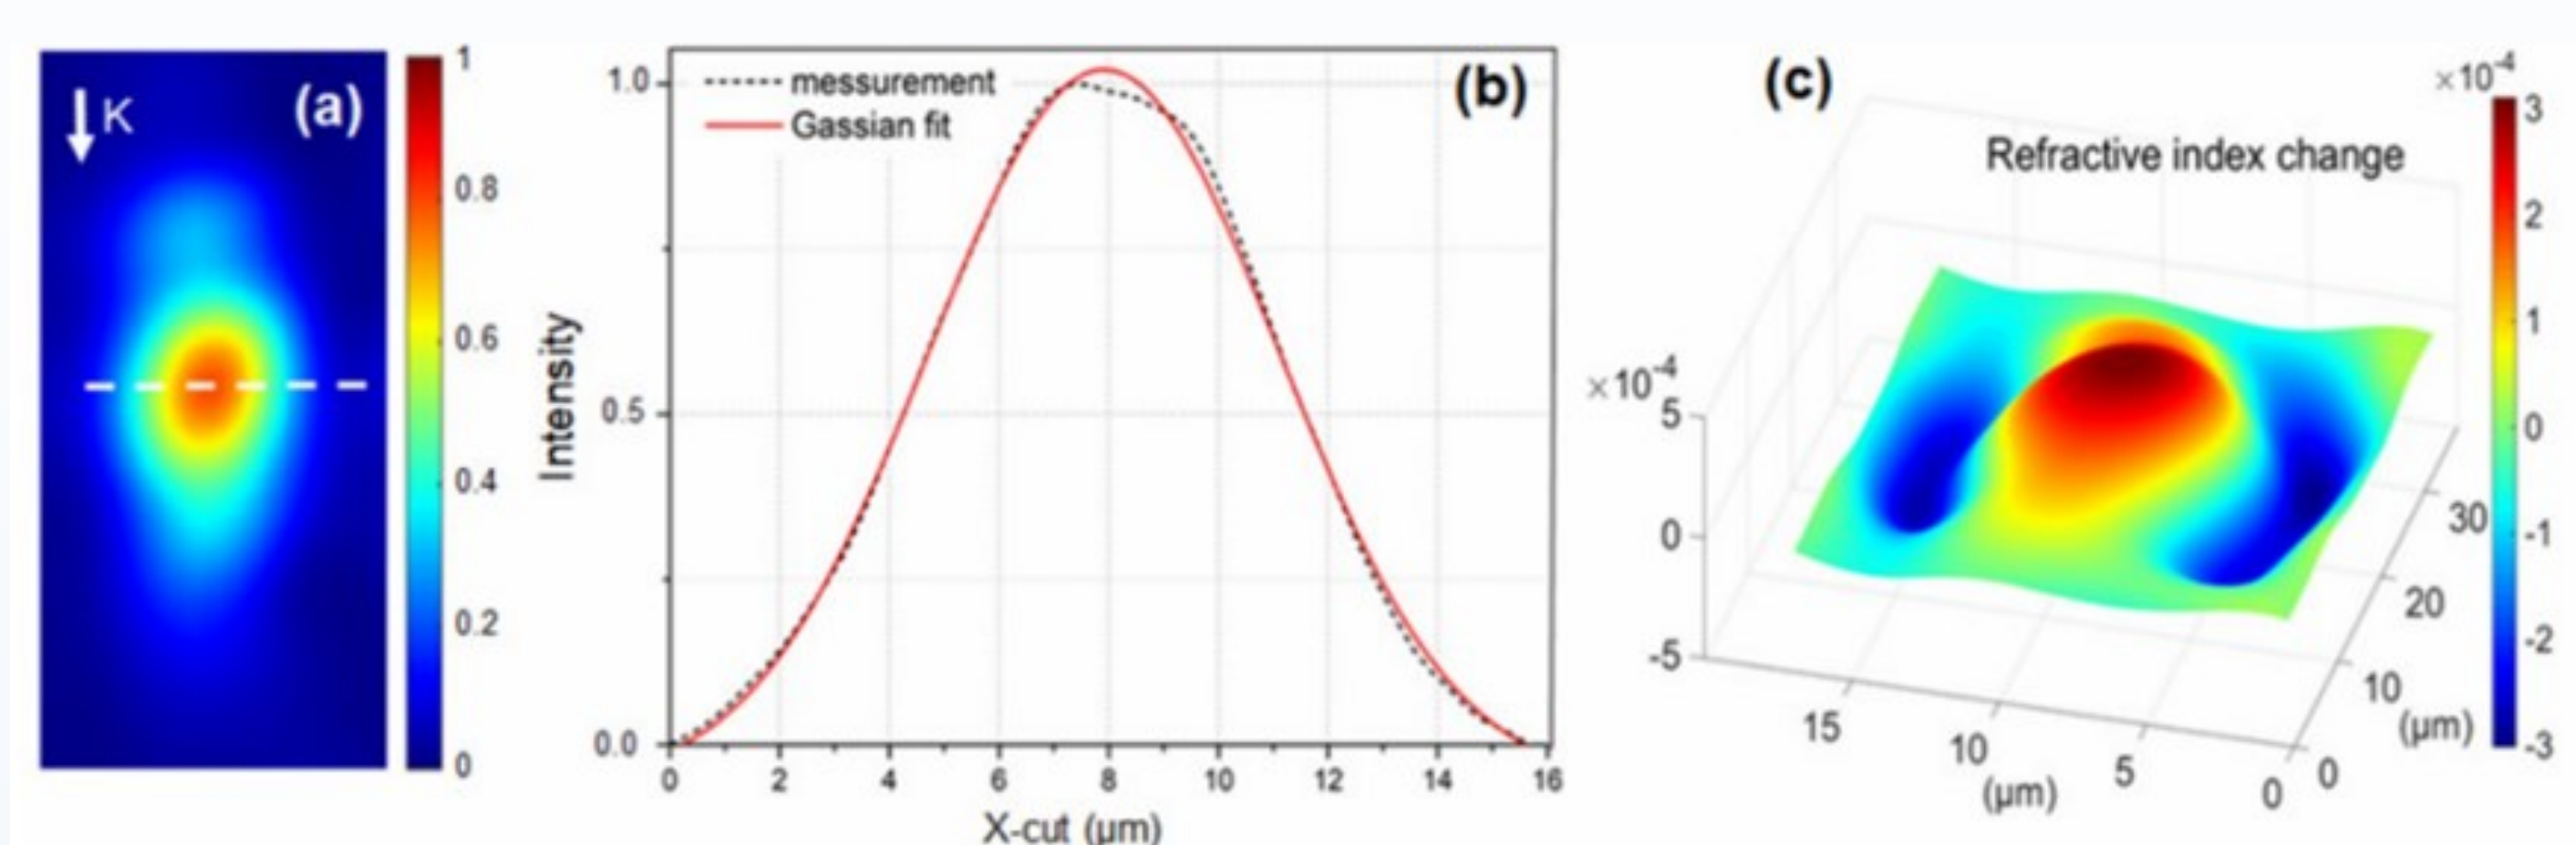 K
(a)
1
0.8
0.6
0.4
0.2
0
messurement
Gassian fit
(b)
1.0
0.5
0.0
Intensity
0 2 4 6 8 10 12 14 16
X-cut (µm)
(c)
Refractive index change
×10⁻⁴
3
2
1
0
-1
-2
-3
×10⁻⁴
5
0
-5
15 10 5 0
(µm)
30
20
10
0
(µm)